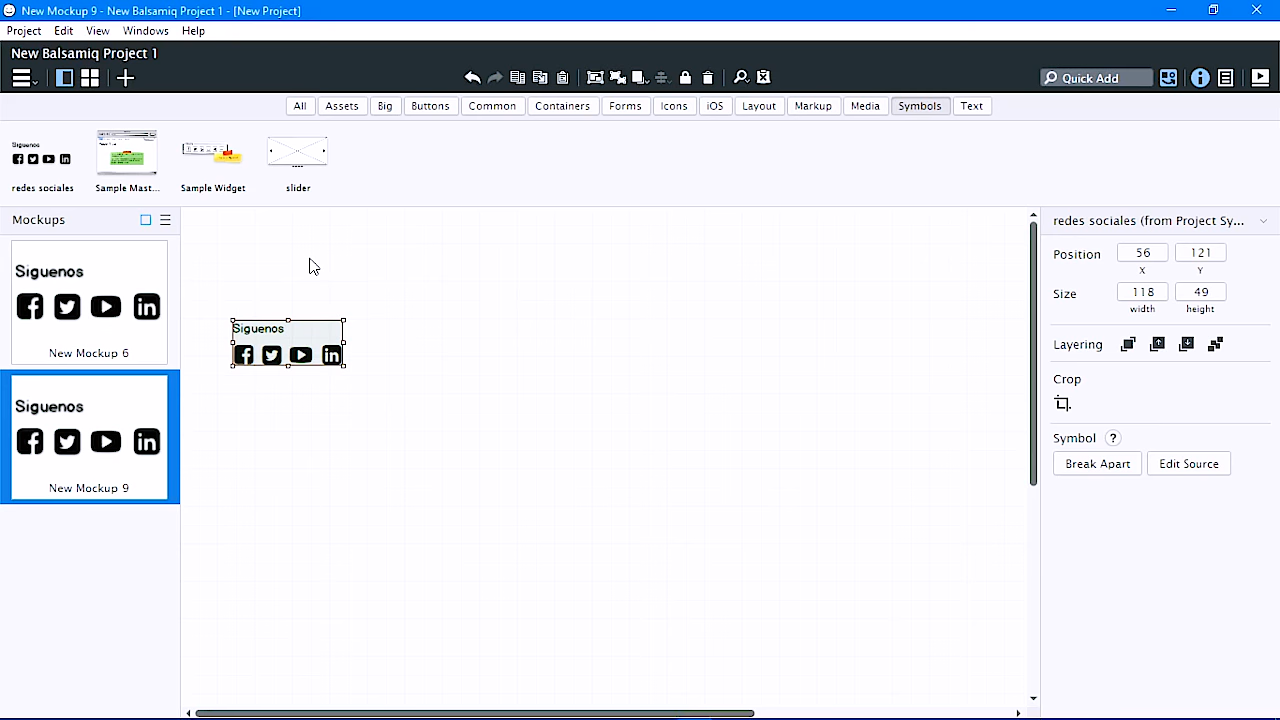 New Mockup 9 - New Balsamiq Project 1 - [New Project]
Project Edit View Windows Help
New Balsamiq Project 1
Quick Add
All Assets Big Buttons Common Containers Forms Icons iOS Layout Markup Media Symbols Text
Siguenos
redes sociales Sample Mast... Sample Widget slider
Mockups
Siguenos
New Mockup 6
Siguenos
New Mockup 9
Siguenos
redes sociales (from Project Sy...
Position 56 121
X Y
Size 118 49
width height
Layering
Crop
Symbol ?
Break Apart Edit Source